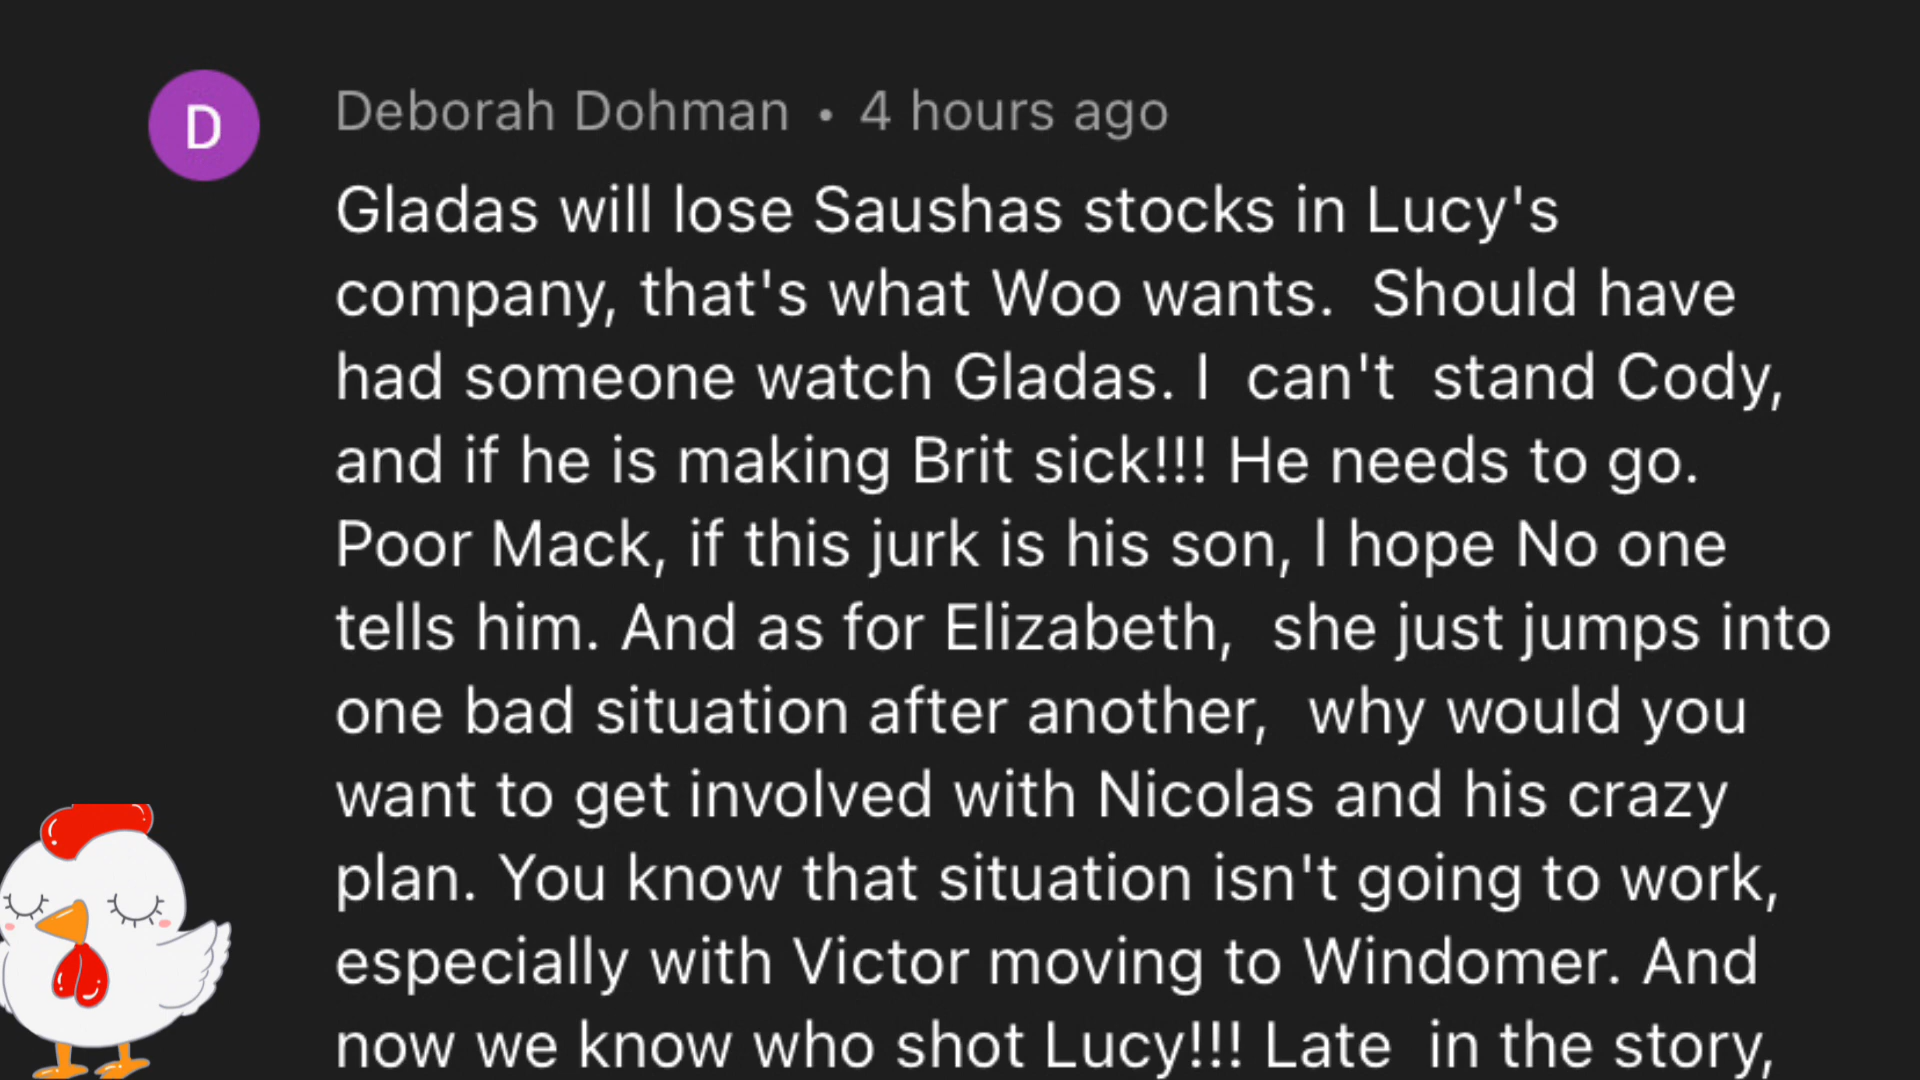 D
Deborah Dohman • 4 hours ago
Gladas will lose Saushas stocks in Lucy's
company, that's what Woo wants.  Should have
had someone watch Gladas. I  can't  stand Cody,
and if he is making Brit sick!!! He needs to go.
Poor Mack, if this jurk is his son, I hope No one
tells him. And as for Elizabeth,  she just jumps into
one bad situation after another,  why would you
want to get involved with Nicolas and his crazy
plan. You know that situation isn't going to work,
especially with Victor moving to Windomer. And
now we know who shot Lucy!!! Late  in the story,